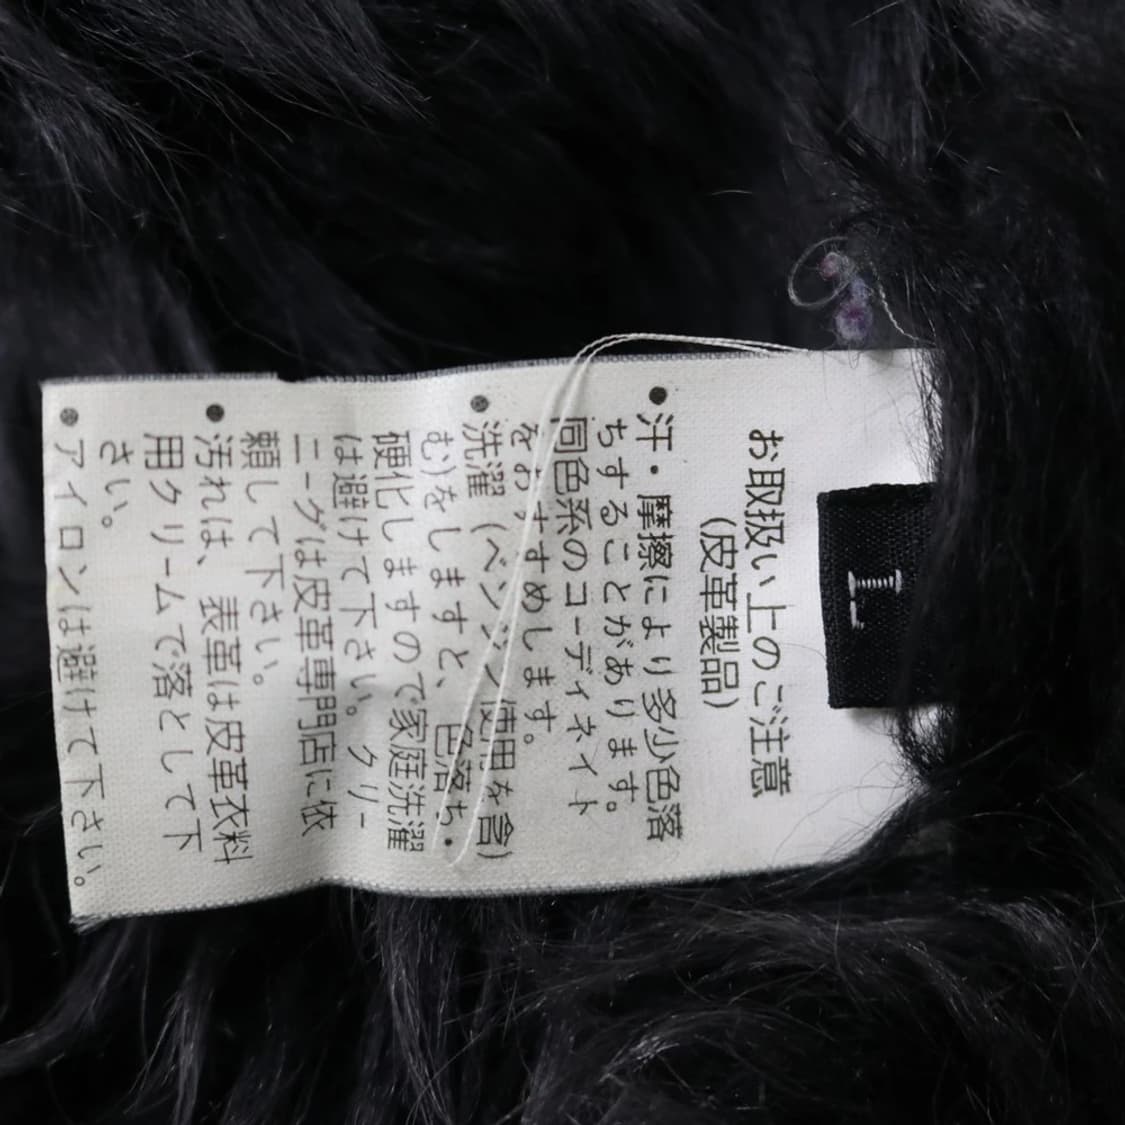 L
お取扱い上のご注意
(皮革製品)
●汗・摩擦により多少色落
ちすることがあります。
同色系のコーディネイト
をおすすめします。
●洗濯(ベンジン使用を含
む)をしますと、色落ち・
硬化しますので家庭洗濯
は避けて下さい。クリー
ニーグは皮革専門店に依
頼して下さい。
●汚れは、表革は皮革衣料
用クリームで落として下
さい。
●アイロンは避けて下さい。